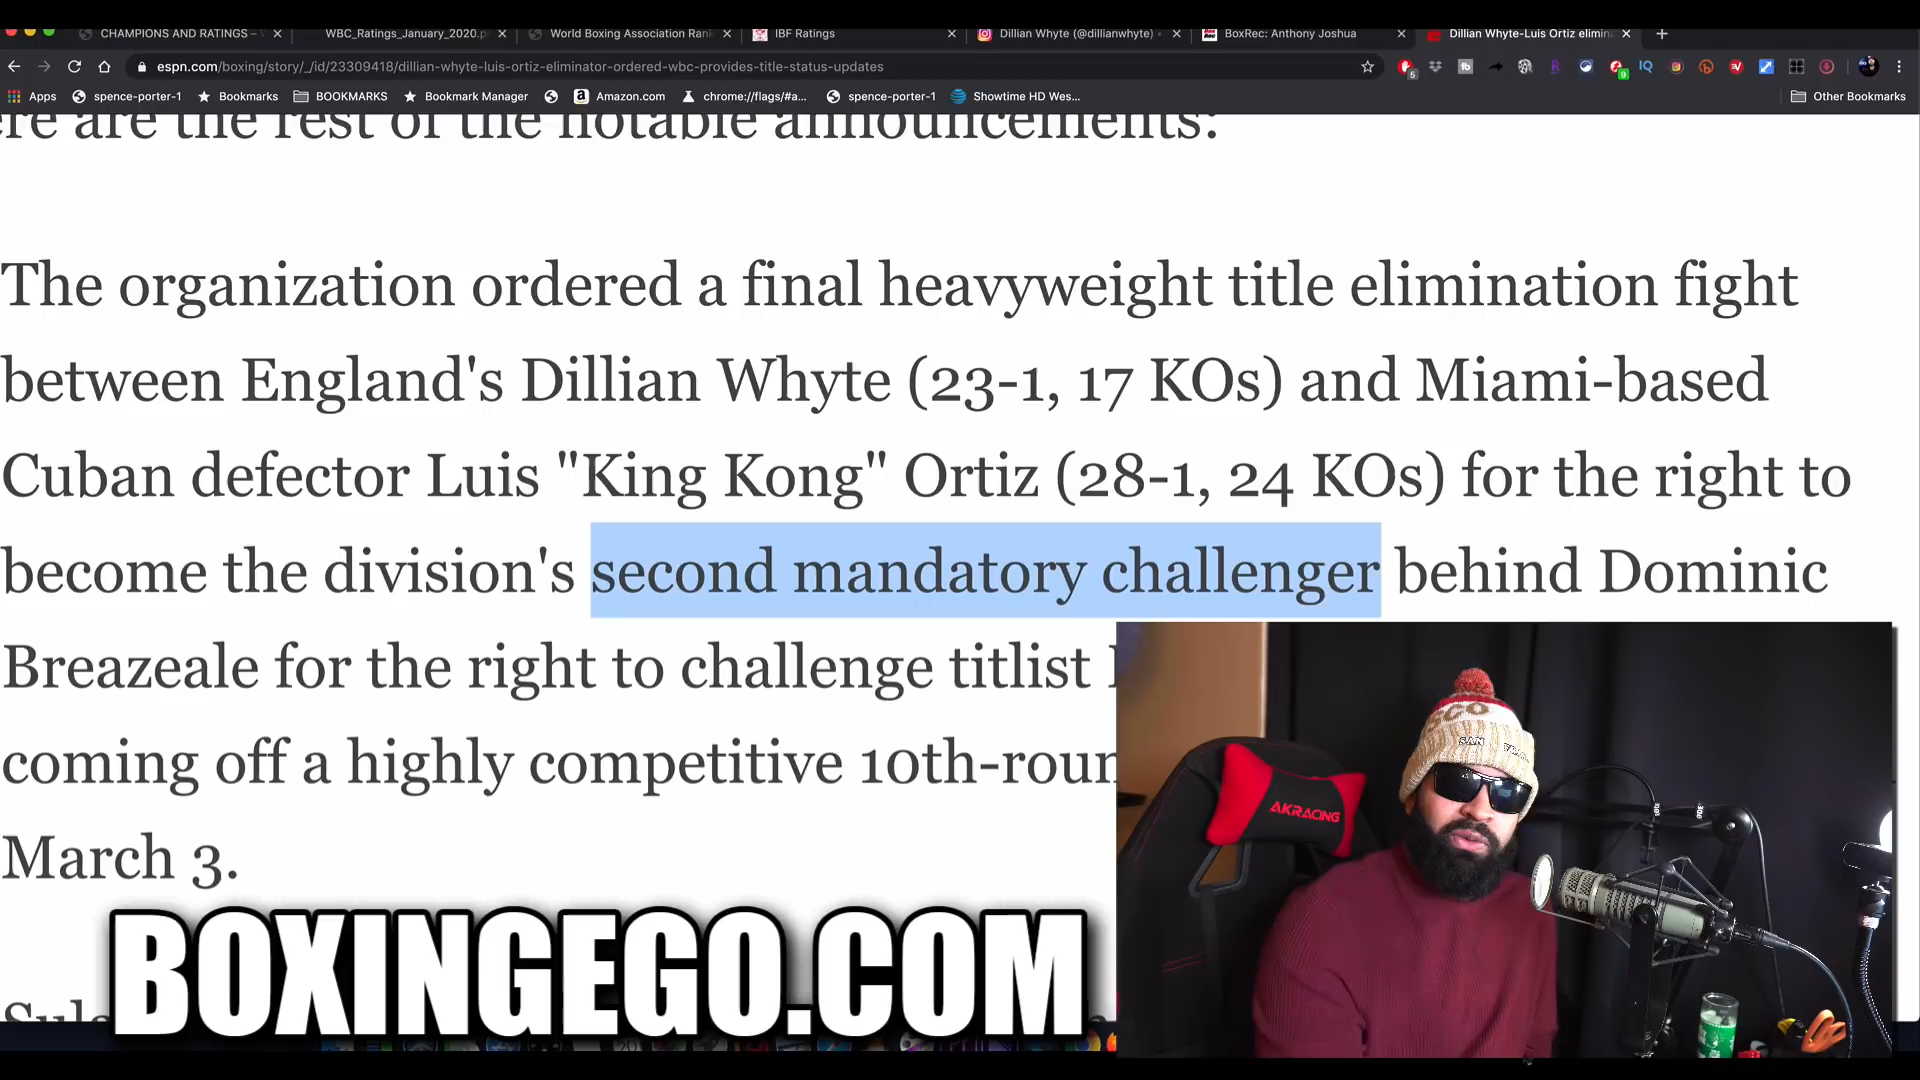 CHAMPIONS AND RATINGS –
WBC_Ratings_January_2020.p
World Boxing Association Rank
IBF Ratings
Dillian Whyte (@dillianwhyte) •
BoxRec: Anthony Joshua
Dillian Whyte-Luis Ortiz elimin
espn.com/boxing/story/_/id/23309418/dillian-whyte-luis-ortiz-eliminator-ordered-wbc-provides-title-status-updates
Apps
spence-porter-1
Bookmarks
BOOKMARKS
Bookmark Manager
Amazon.com
chrome://flags/#a...
spence-porter-1
Showtime HD Wes...
Other Bookmarks
ere are the rest of the notable announcements:
The organization ordered a final heavyweight title elimination fight
between England's Dillian Whyte (23-1, 17 KOs) and Miami-based
Cuban defector Luis "King Kong" Ortiz (28-1, 24 KOs) for the right to
become the division's second mandatory challenger behind Dominic
Breazeale for the right to challenge titlist
coming off a highly competitive 10th-roun
March 3.
BOXINGEGO.COM
AKRACING
SAN